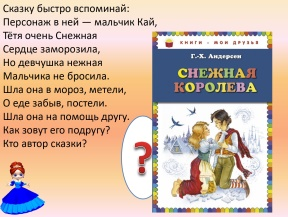 Сказку быстро вспоминай:
Персонаж в ней — мальчик Кай,
Тётя очень Снежная
Сердце заморозила,
Но девчушка нежная
Мальчика не бросила.
Шла она в мороз, метели,
О еде забыв, постели.
Шла она на помощь другу.
Как зовут его подругу?
Кто автор сказки?
?
КНИГИ - МОИ ДРУЗЬЯ
Г.-Х. Андерсен
СНЕЖНАЯ
КОРОЛЕВА